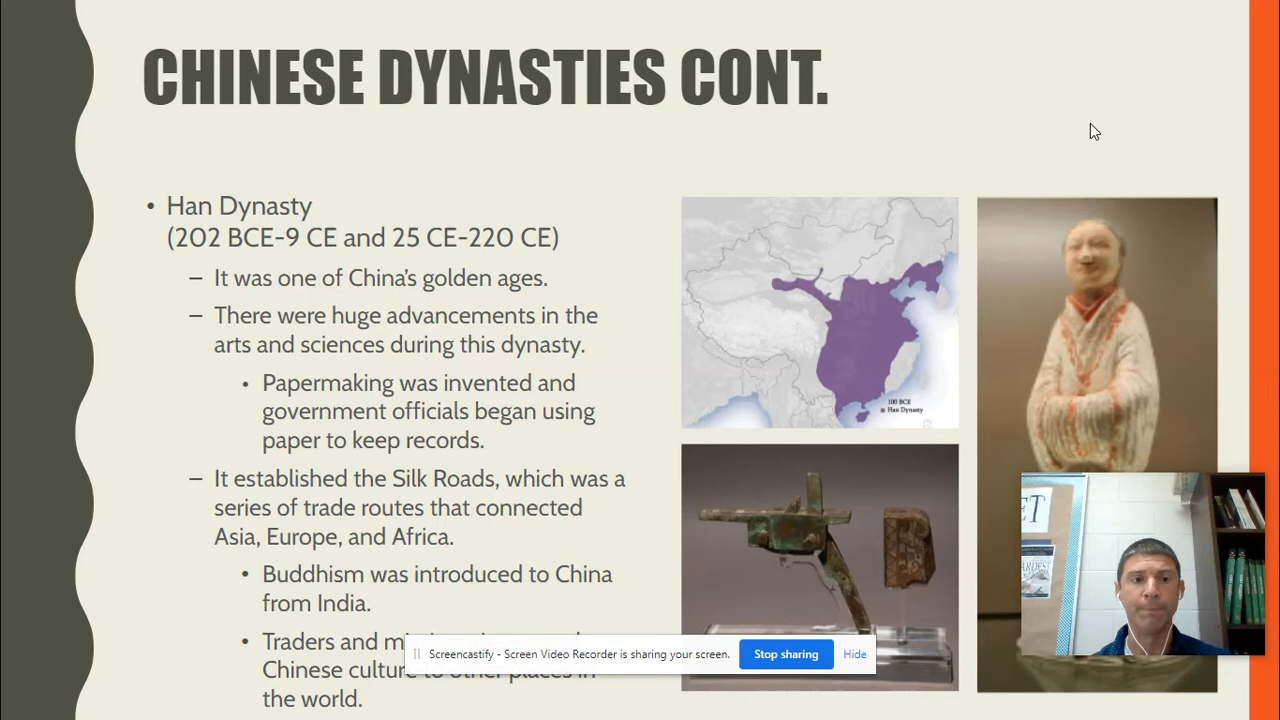 CHINESE DYNASTIES CONT.
• Han Dynasty
(202 BCE-9 CE and 25 CE-220 CE)
– It was one of China's golden ages.
– There were huge advancements in the
arts and sciences during this dynasty.
• Papermaking was invented and
government officials began using
paper to keep records.
– It established the Silk Roads, which was a
series of trade routes that connected
Asia, Europe, and Africa.
• Buddhism was introduced to China
from India.
• Traders and
Chinese culture to other places in
the world.
100 BCE
Han Dynasty
Screencastify - Screen Video Recorder is sharing your screen.
Stop sharing
Hide
ET